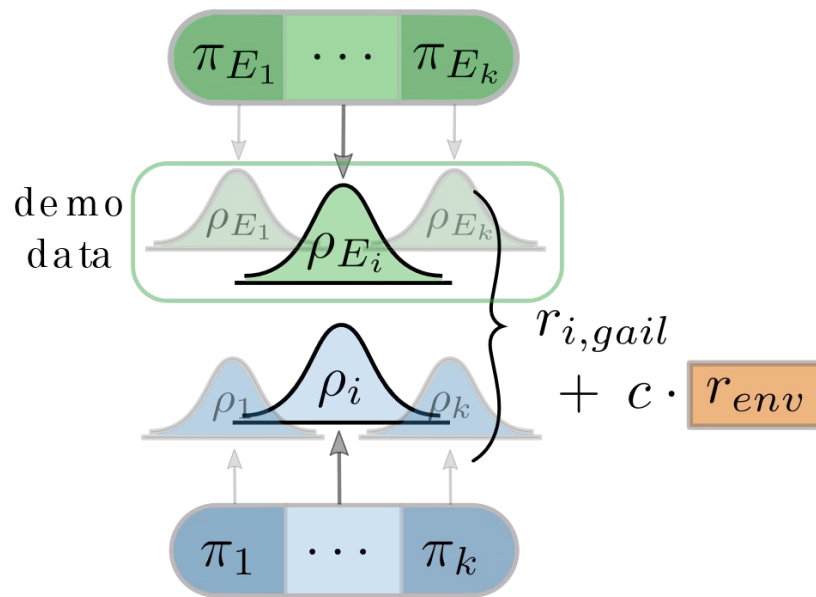 π_{E_1} ··· π_{E_k}
demo
data
ρ_{E_1} ρ_{E_i} ρ_{E_k}
r_{i,gail}
+ c · r_{env}
ρ_1 ρ_i ρ_k
π_1 ··· π_k